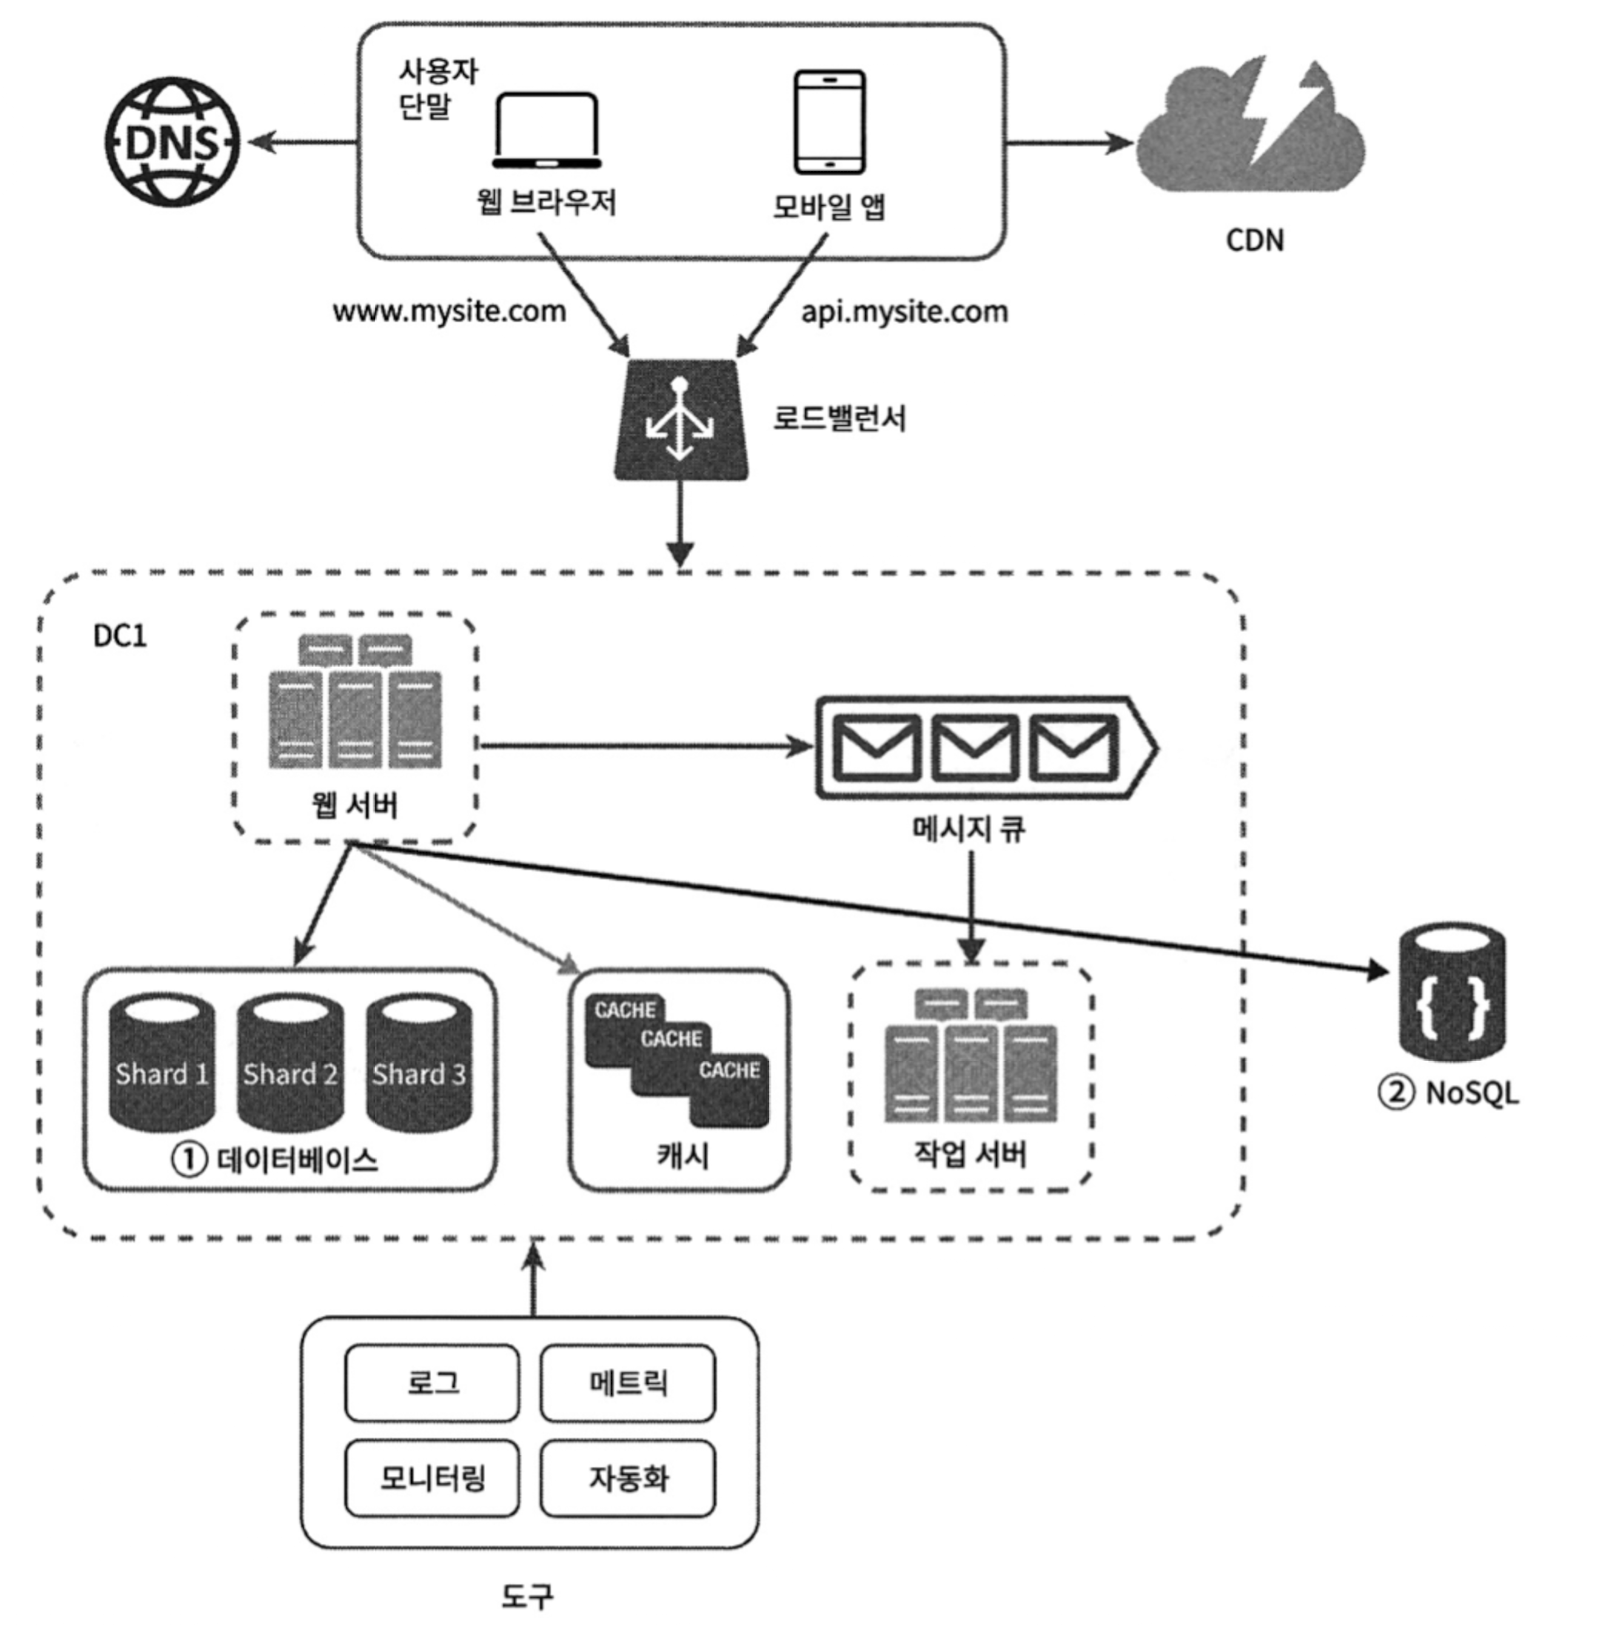 사용자
단말
DNS
웹 브라우저
모바일 앱
CDN
www.mysite.com
api.mysite.com
로드밸런서
DC1
웹 서버
메시지 큐
Shard 1
Shard 2
Shard 3
① 데이터베이스
CACHE
CACHE
CACHE
캐시
작업 서버
{ }
② NoSQL
로그
메트릭
모니터링
자동화
도구